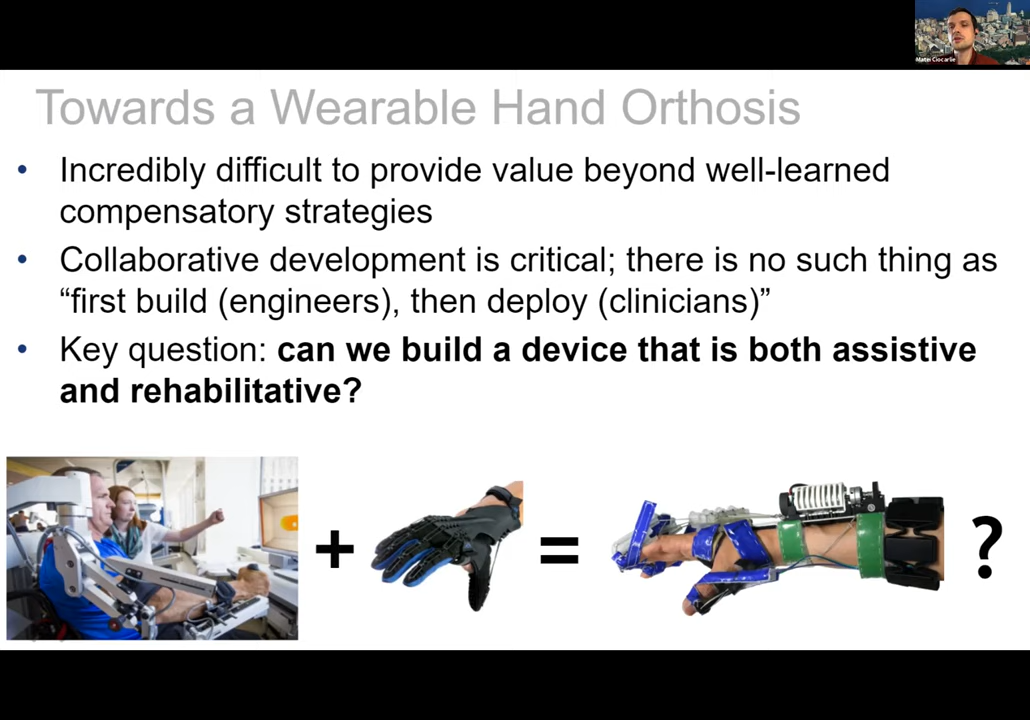 Matei Ciocarlie
Towards a Wearable Hand Orthosis
• Incredibly difficult to provide value beyond well-learned
compensatory strategies
• Collaborative development is critical; there is no such thing as
“first build (engineers), then deploy (clinicians)”
• Key question: can we build a device that is both assistive
and rehabilitative?
+ = ?